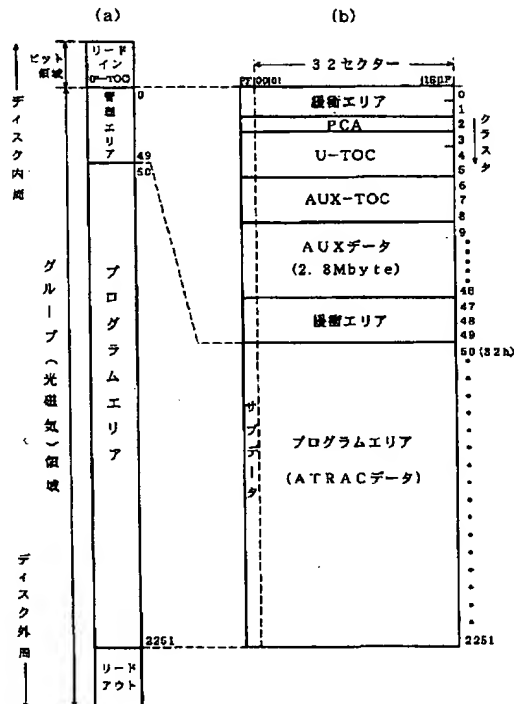 (a)
(b)
ピット領域
リードイン
P-TOC
管理エリア
0
49
50
プログラムエリア
2251
リードアウト
ディスク内周
グルーブ(光磁気)領域
ディスク外周
32セクター
FF
00
01
緩衝エリア
PCA
U-TOC
AUX-TOC
AUXデータ
(2.8Mbyte)
緩衝エリア
サブデータ
プログラムエリア
(ATRACデータ)
0
1
2
3
4
5
6
7
8
9
46
47
48
49
50(32h)
2251
クラスタ